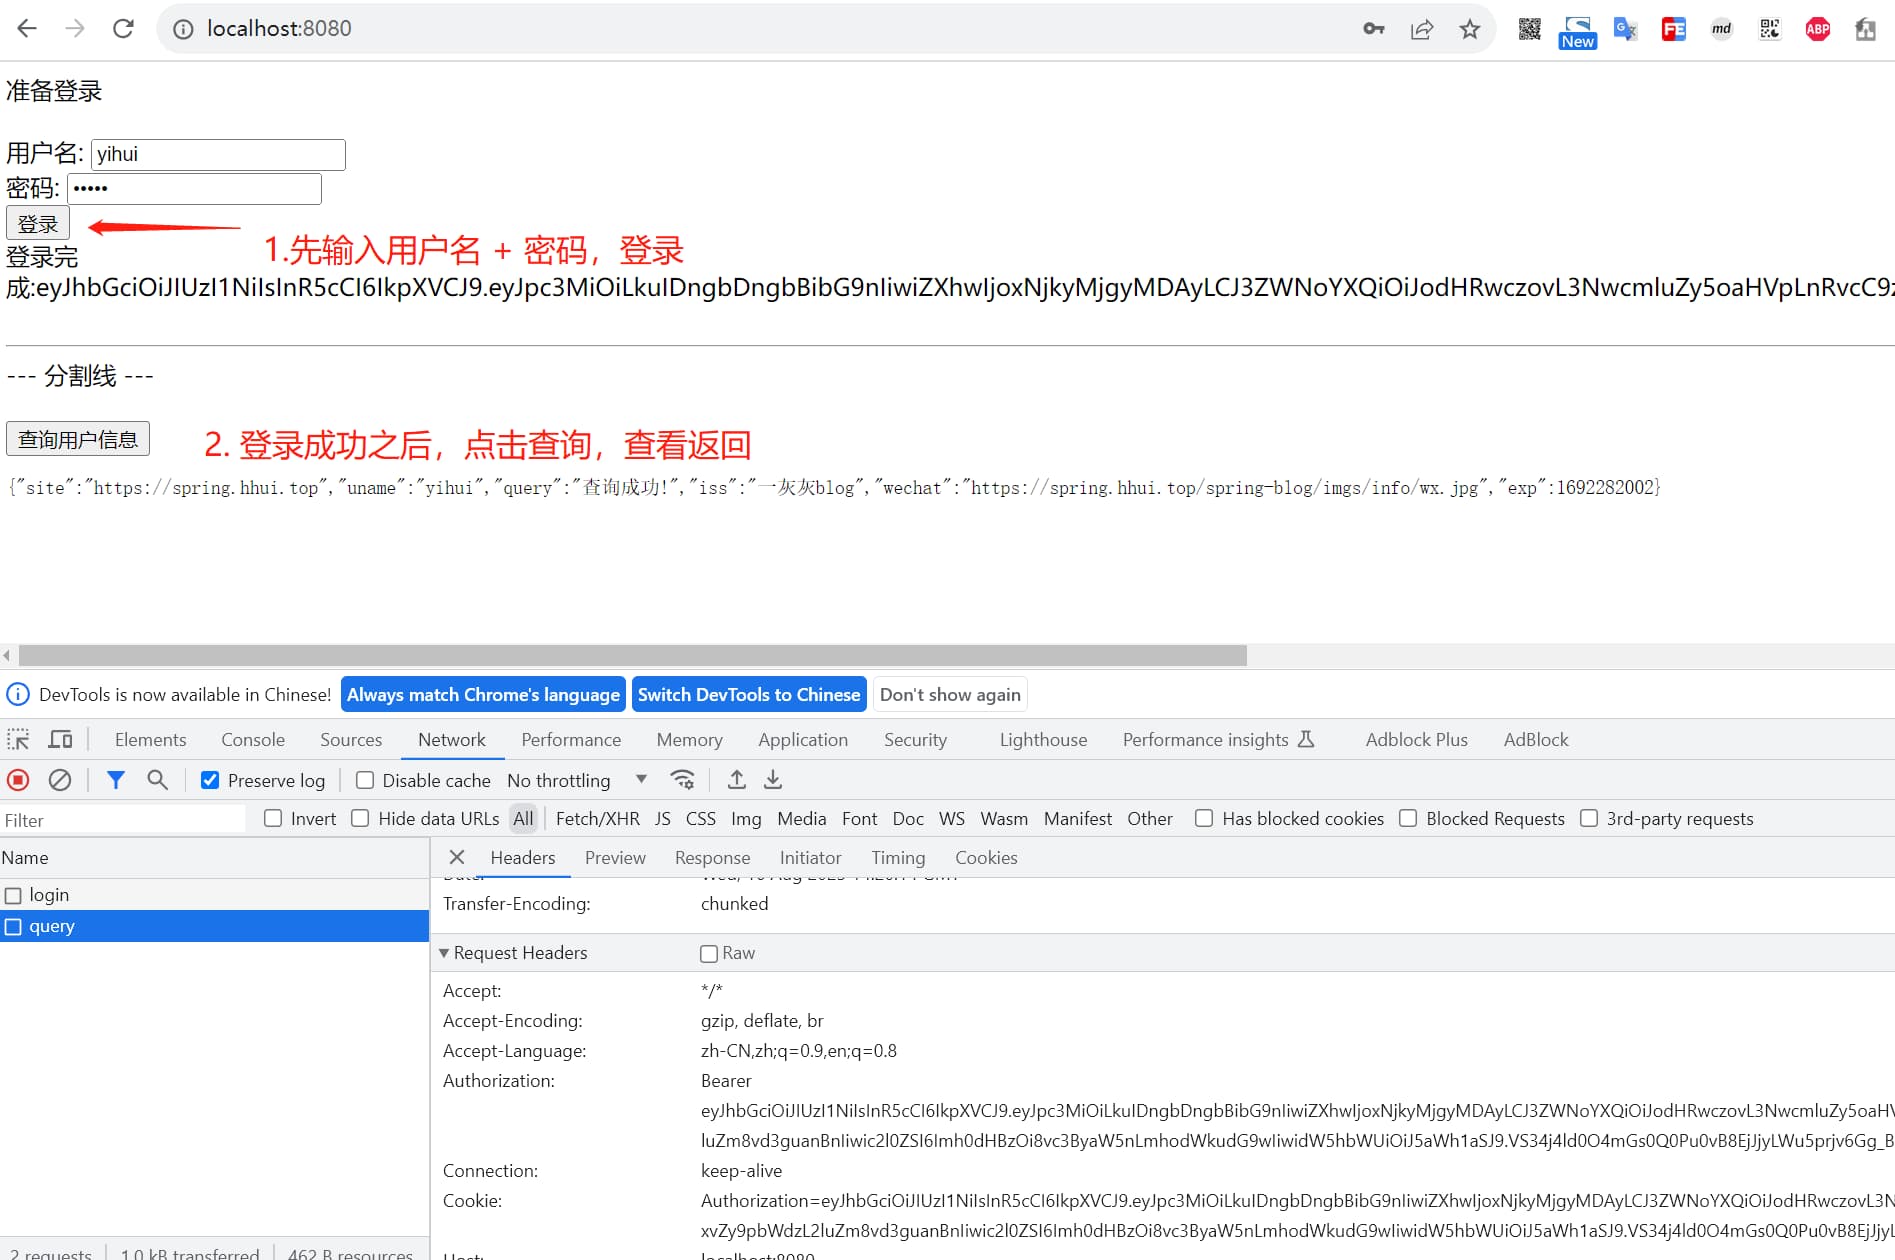 localhost:8080
New
FE
md
ABP
准备登录
用户名: yihui
密码: •••••
登录
1.先输入用户名 + 密码，登录
登录完
成:eyJhbGciOiJIUzI1NiIsInR5cCI6IkpXVCJ9.eyJpc3MiOiLkuIDngbDngbBibG9nIiwiZXhwIjoxNjkyMjgyMDAyLCJ3ZWNoYXQiOiJodHRwczovL3NwcmluZy5oaHVpLnRvcC9z
--- 分割线 ---
查询用户信息
2. 登录成功之后，点击查询，查看返回
{"site":"https://spring.hhui.top","uname":"yihui","query":"查询成功!","iss":"一灰灰blog","wechat":"https://spring.hhui.top/spring-blog/imgs/info/wx.jpg","exp":1692282002}
DevTools is now available in Chinese! Always match Chrome's language Switch DevTools to Chinese Don't show again
Elements Console Sources Network Performance Memory Application Security Lighthouse Performance insights Adblock Plus AdBlock
Preserve log Disable cache No throttling
Filter Invert Hide data URLs All Fetch/XHR JS CSS Img Media Font Doc WS Wasm Manifest Other Has blocked cookies Blocked Requests 3rd-party requests
Name
Headers Preview Response Initiator Timing Cookies
login
query
Transfer-Encoding: chunked
Request Headers Raw
Accept: */*
Accept-Encoding: gzip, deflate, br
Accept-Language: zh-CN,zh;q=0.9,en;q=0.8
Authorization: Bearer
eyJhbGciOiJIUzI1NiIsInR5cCI6IkpXVCJ9.eyJpc3MiOiLkuIDngbDngbBibG9nIiwiZXhwIjoxNjkyMjgyMDAyLCJ3ZWNoYXQiOiJodHRwczovL3NwcmluZy5oaHV
luZm8vd3guanBnIiwic2l0ZSI6Imh0dHBzOi8vc3ByaW5nLmhodWkudG9wIiwidW5hbWUiOiJ5aWh1aSJ9.VS34j4ld0O4mGs0Q0Pu0vB8EjJjyLWu5prjv6Gg_B
Connection: keep-alive
Cookie: Authorization=eyJhbGciOiJIUzI1NiIsInR5cCI6IkpXVCJ9.eyJpc3MiOiLkuIDngbDngbBibG9nIiwiZXhwIjoxNjkyMjgyMDAyLCJ3ZWNoYXQiOiJodHRwczovL3N
xvZy9pbWdzL2luZm8vd3guanBnIiwic2l0ZSI6Imh0dHBzOi8vc3ByaW5nLmhodWkudG9wIiwidW5hbWUiOiJ5aWh1aSJ9.VS34j4ld0O4mGs0Q0Pu0vB8EjJjyL
Host: localhost:8080
2 requests 1.0 kB transferred 462 B resources